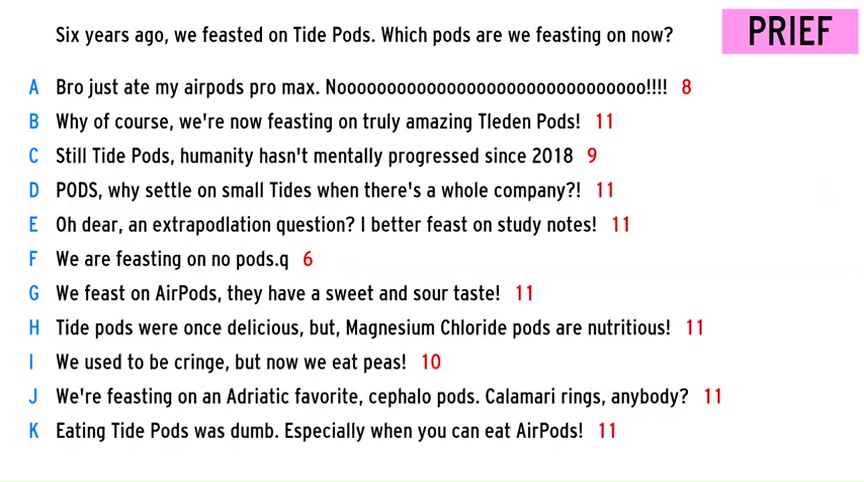 Six years ago, we feasted on Tide Pods. Which pods are we feasting on now?
PRIEF
A Bro just ate my airpods pro max. Nooooooooooooooooooooooooooooooooo!!!! 8
B Why of course, we're now feasting on truly amazing Tleden Pods! 11
C Still Tide Pods, humanity hasn't mentally progressed since 2018 9
D PODS, why settle on small Tides when there's a whole company?! 11
E Oh dear, an extrapodlation question? I better feast on study notes! 11
F We are feasting on no pods.q 6
G We feast on AirPods, they have a sweet and sour taste! 11
H Tide pods were once delicious, but, Magnesium Chloride pods are nutritious! 11
I We used to be cringe, but now we eat peas! 10
J We're feasting on an Adriatic favorite, cephalo pods. Calamari rings, anybody? 11
K Eating Tide Pods was dumb. Especially when you can eat AirPods! 11